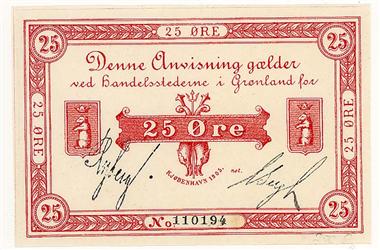 25 ØRE
25
25
Denne Anvisning gælder
ved Handelsstederne i Grønland for
25 ØRE
25 ØRE
25 Øre
KJØBENHAVN 1905.
not.
25
25
No. 110194